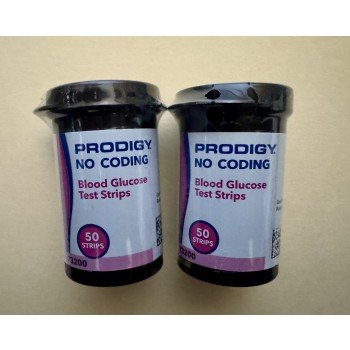 PRODIGY
NO CODING
Blood Glucose
Test Strips
50
STRIPS
PRODIGY
NO CODING
Blood Glucose
Test Strips
50
STRIPS